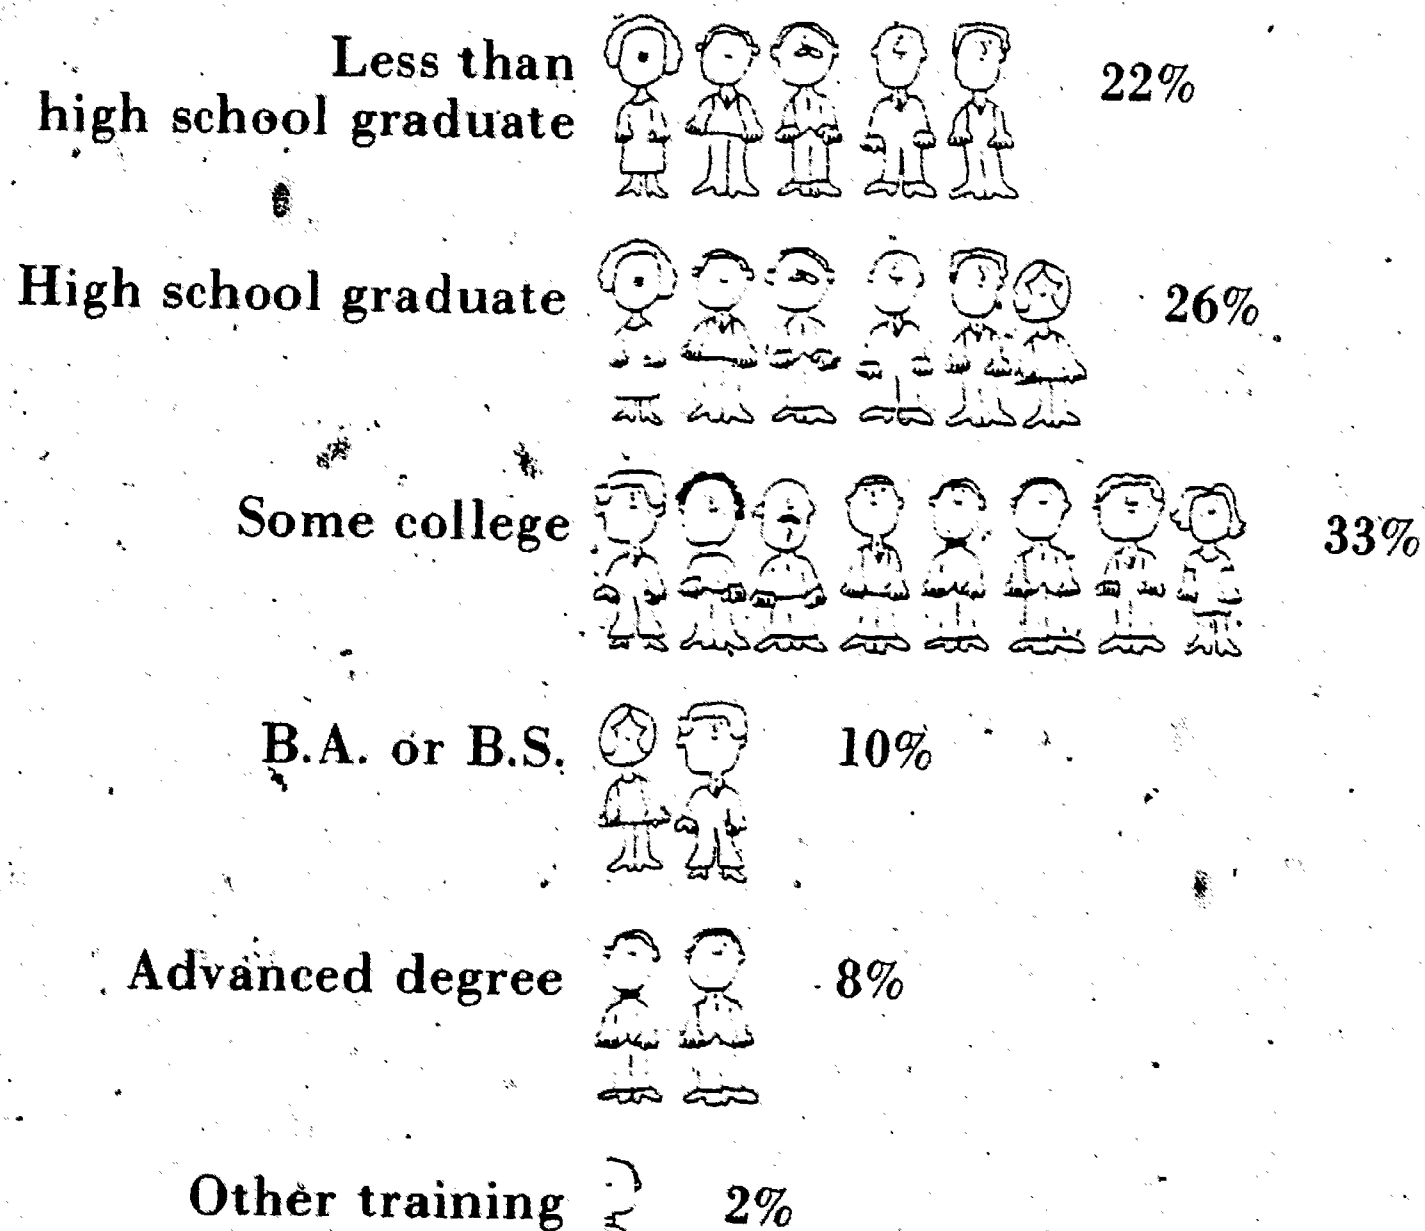 Less than
high school graduate
22%
High school graduate
26%
Some college
33%
B.A. or B.S.
10%
Advanced degree
8%
Other training
2%